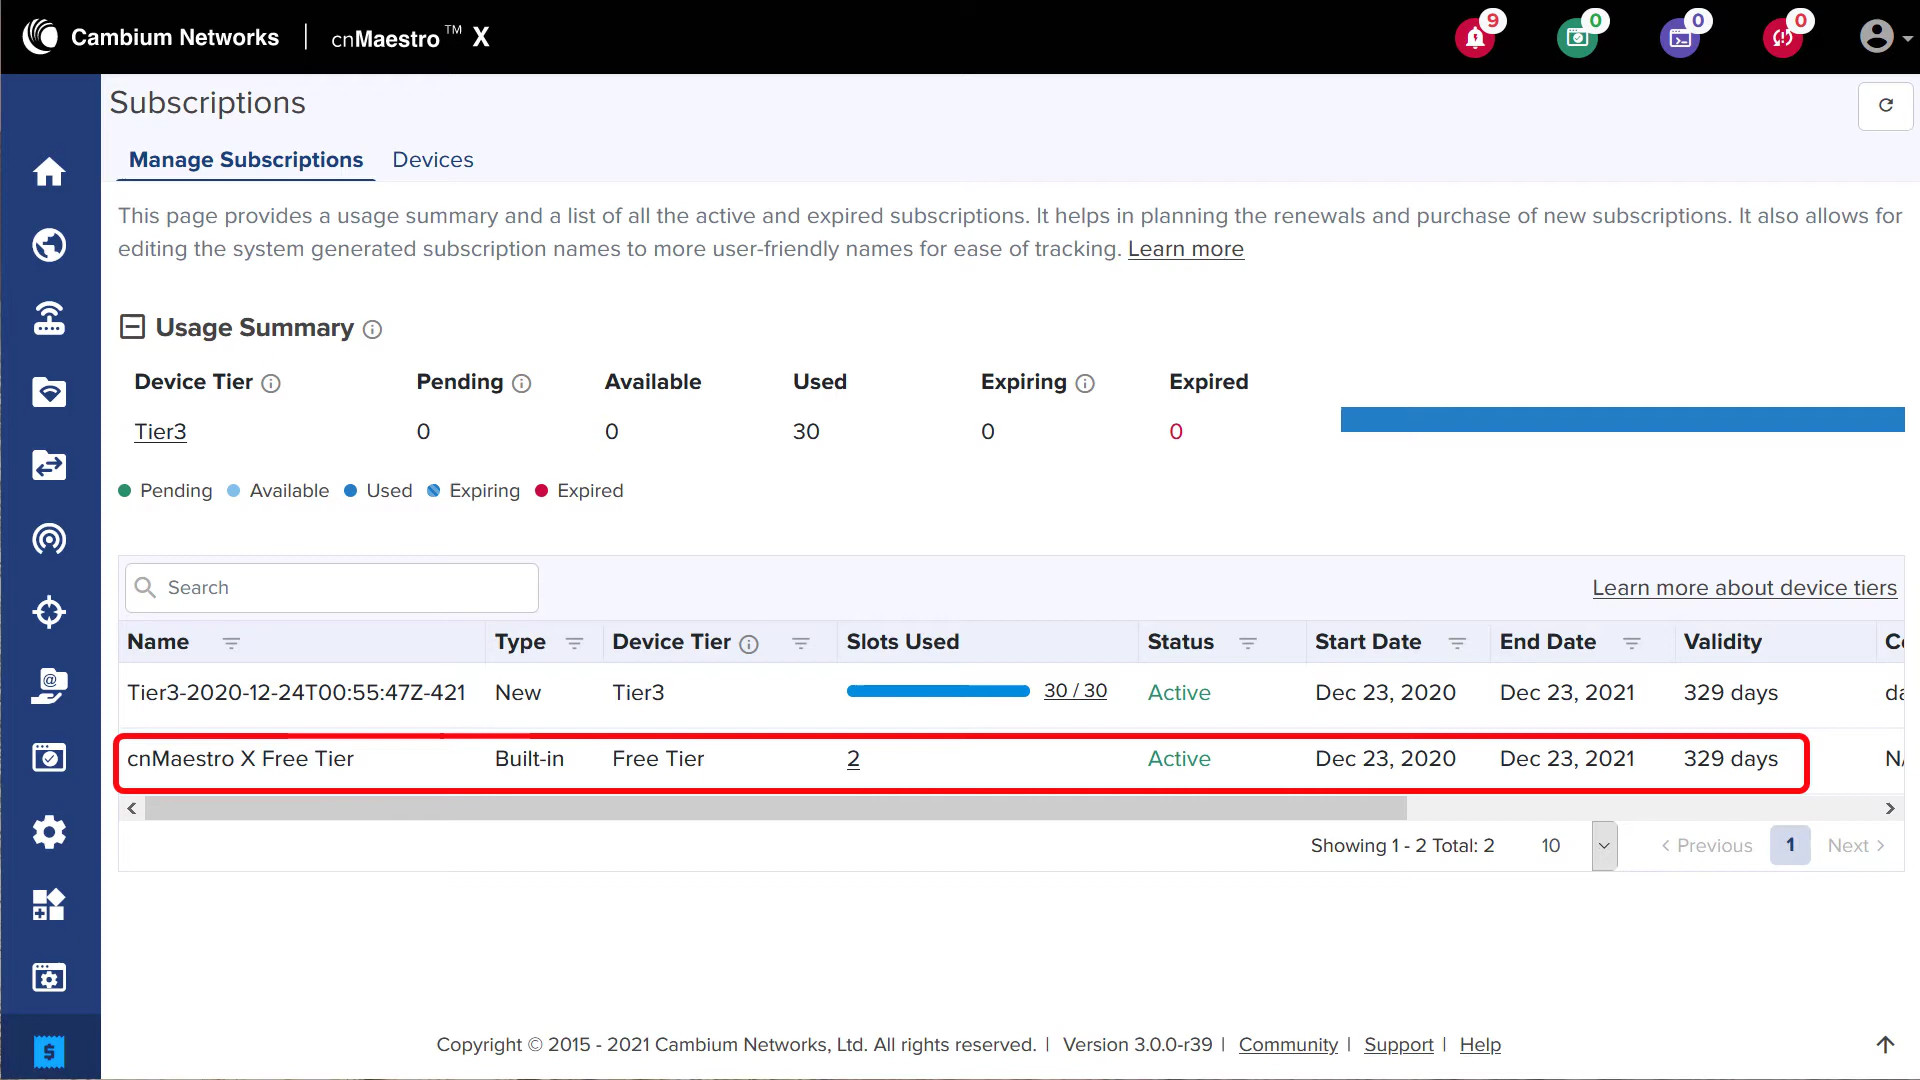 Cambium Networks | cnMaestro™ X
9
0
0
0
Subscriptions
Manage Subscriptions Devices
This page provides a usage summary and a list of all the active and expired subscriptions. It helps in planning the renewals and purchase of new subscriptions. It also allows for
editing the system generated subscription names to more user-friendly names for ease of tracking. Learn more
Usage Summary
Device Tier Pending Available Used Expiring Expired
Tier3 0 0 30 0 0
Pending Available Used Expiring Expired
Search
Learn more about device tiers
Name Type Device Tier Slots Used Status Start Date End Date Validity
Tier3-2020-12-24T00:55:47Z-421 New Tier3 30 / 30 Active Dec 23, 2020 Dec 23, 2021 329 days
cnMaestro X Free Tier Built-in Free Tier 2 Active Dec 23, 2020 Dec 23, 2021 329 days
Showing 1 - 2 Total: 2 10 < Previous 1 Next >
Copyright © 2015 - 2021 Cambium Networks, Ltd. All rights reserved. | Version 3.0.0-r39 | Community | Support | Help